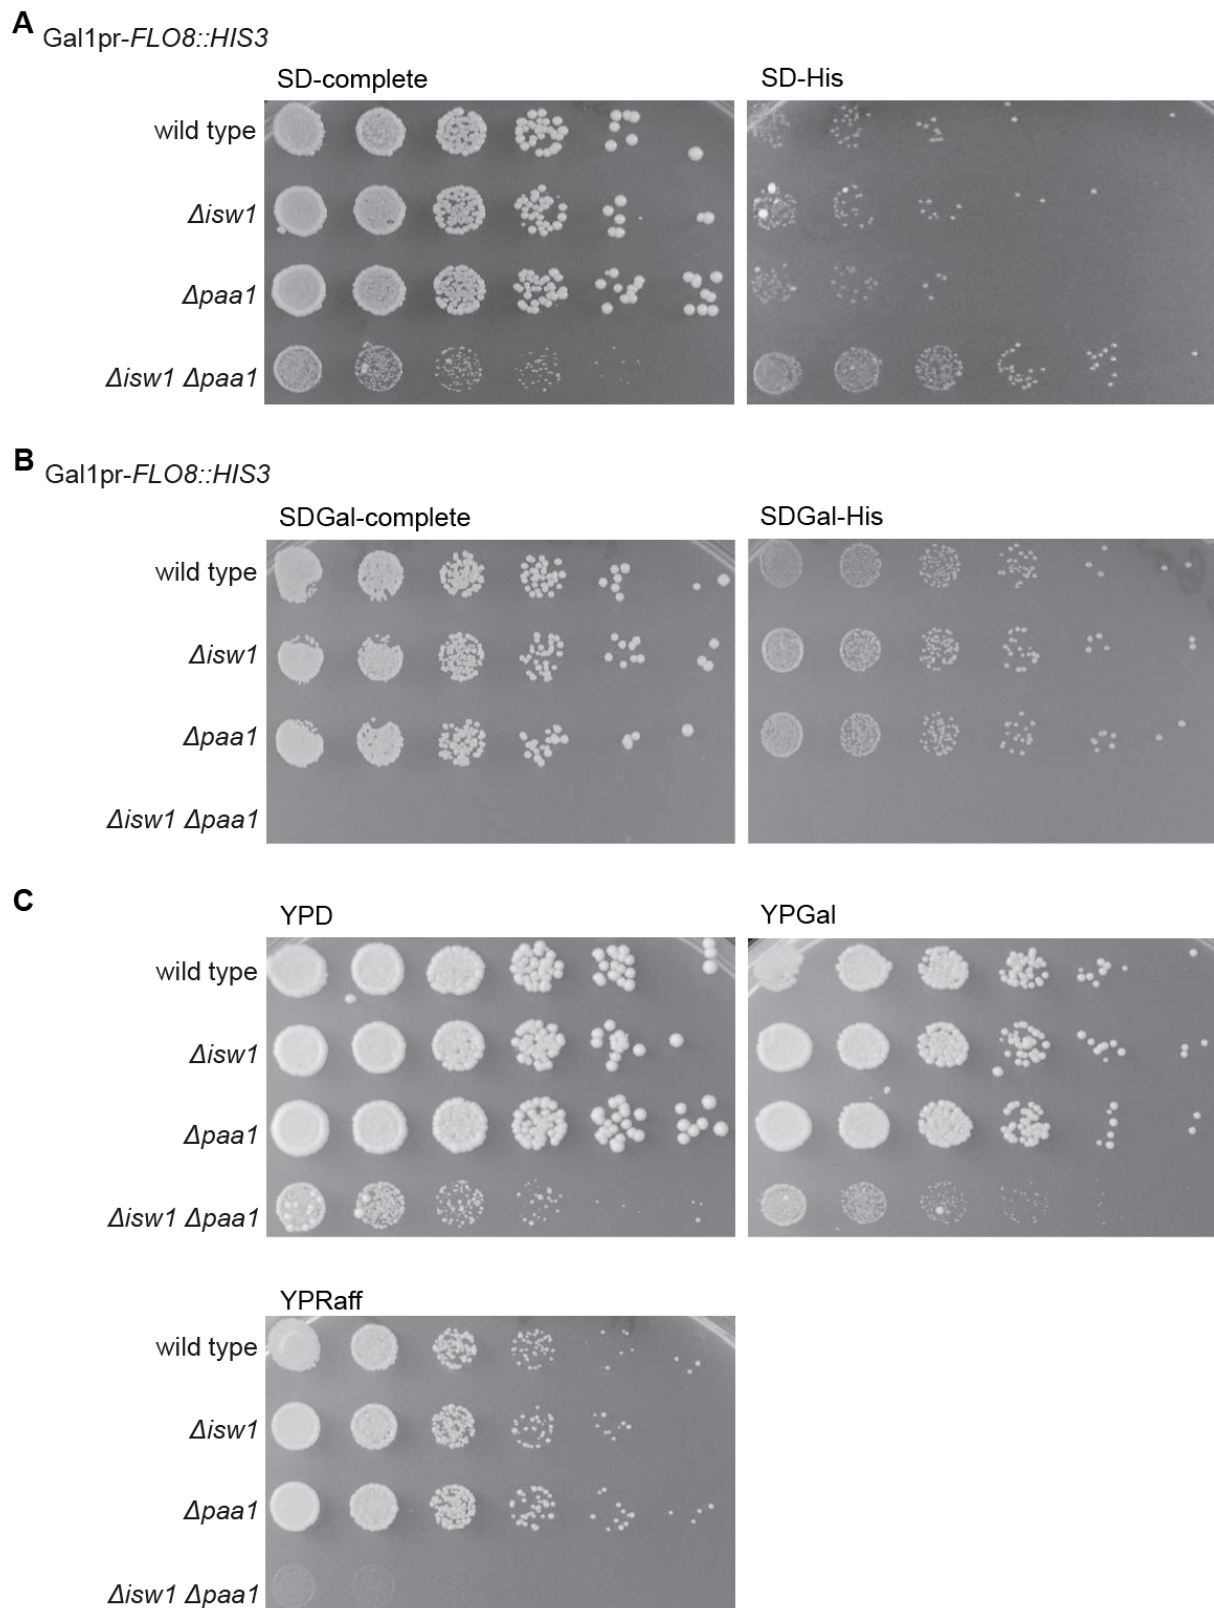 A
Gal1pr-FLO8::HIS3
SD-complete
SD-His
wild type
Δisw1
Δpaa1
Δisw1 Δpaa1
B
Gal1pr-FLO8::HIS3
SDGal-complete
SDGal-His
wild type
Δisw1
Δpaa1
Δisw1 Δpaa1
C
YPD
YPGal
wild type
Δisw1
Δpaa1
Δisw1 Δpaa1
YPRaff
wild type
Δisw1
Δpaa1
Δisw1 Δpaa1